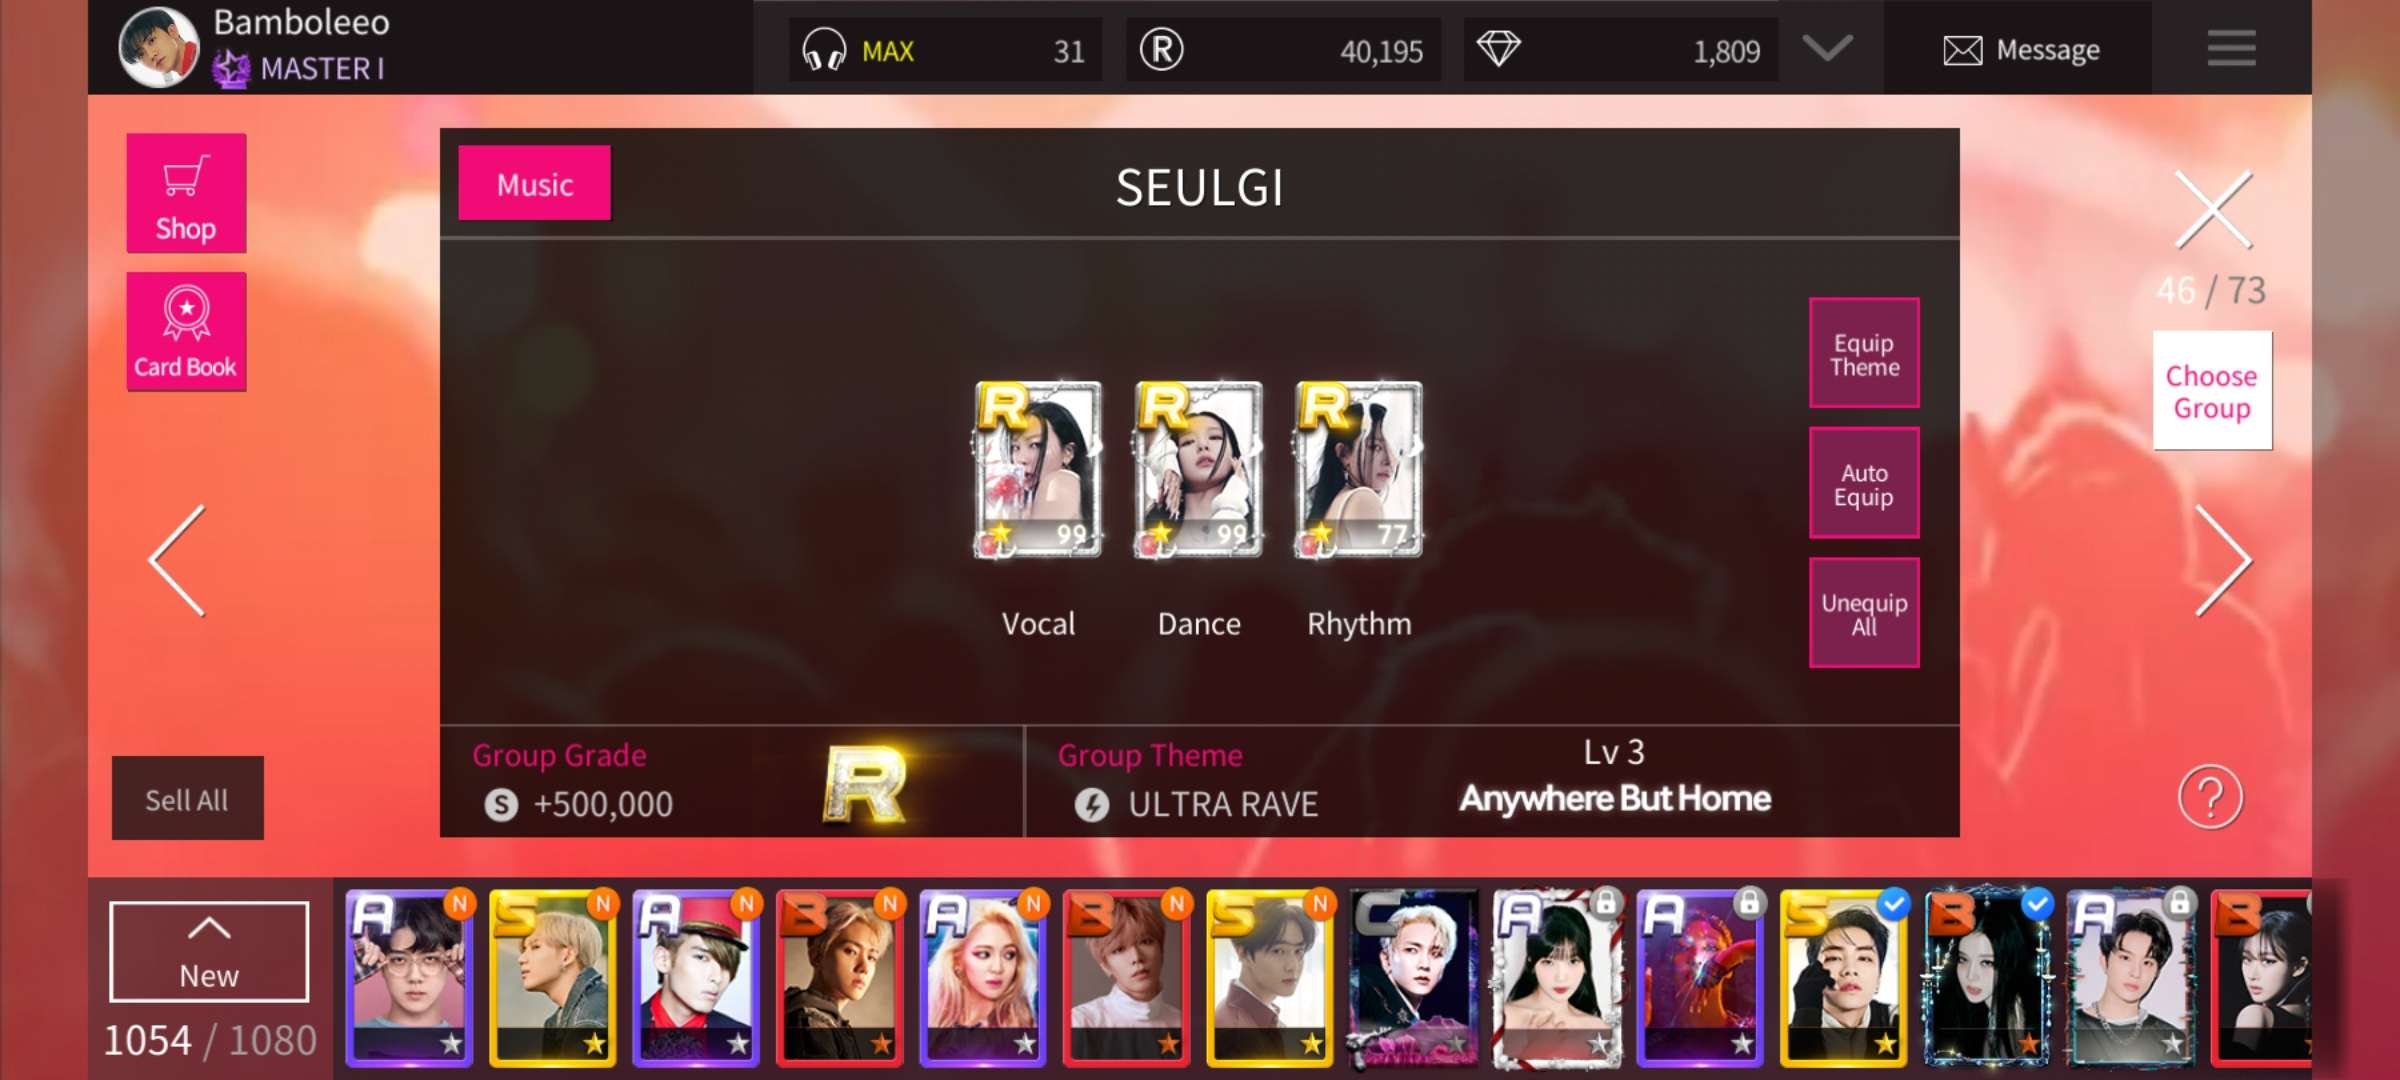 Bamboleeo
MASTER I
MAX 31
R 40,195
1,809
Message
Shop
Card Book
Music
SEULGI
46 / 73
Choose
Group
Equip
Theme
Auto
Equip
Unequip
All
R R R
99 99 77
Vocal Dance Rhythm
Sell All
Group Grade
S +500,000
R
Group Theme
ULTRA RAVE
Lv 3
Anywhere But Home
?
New
1054 / 1080
A N S N A N B N A N B N S N C A A S B A B